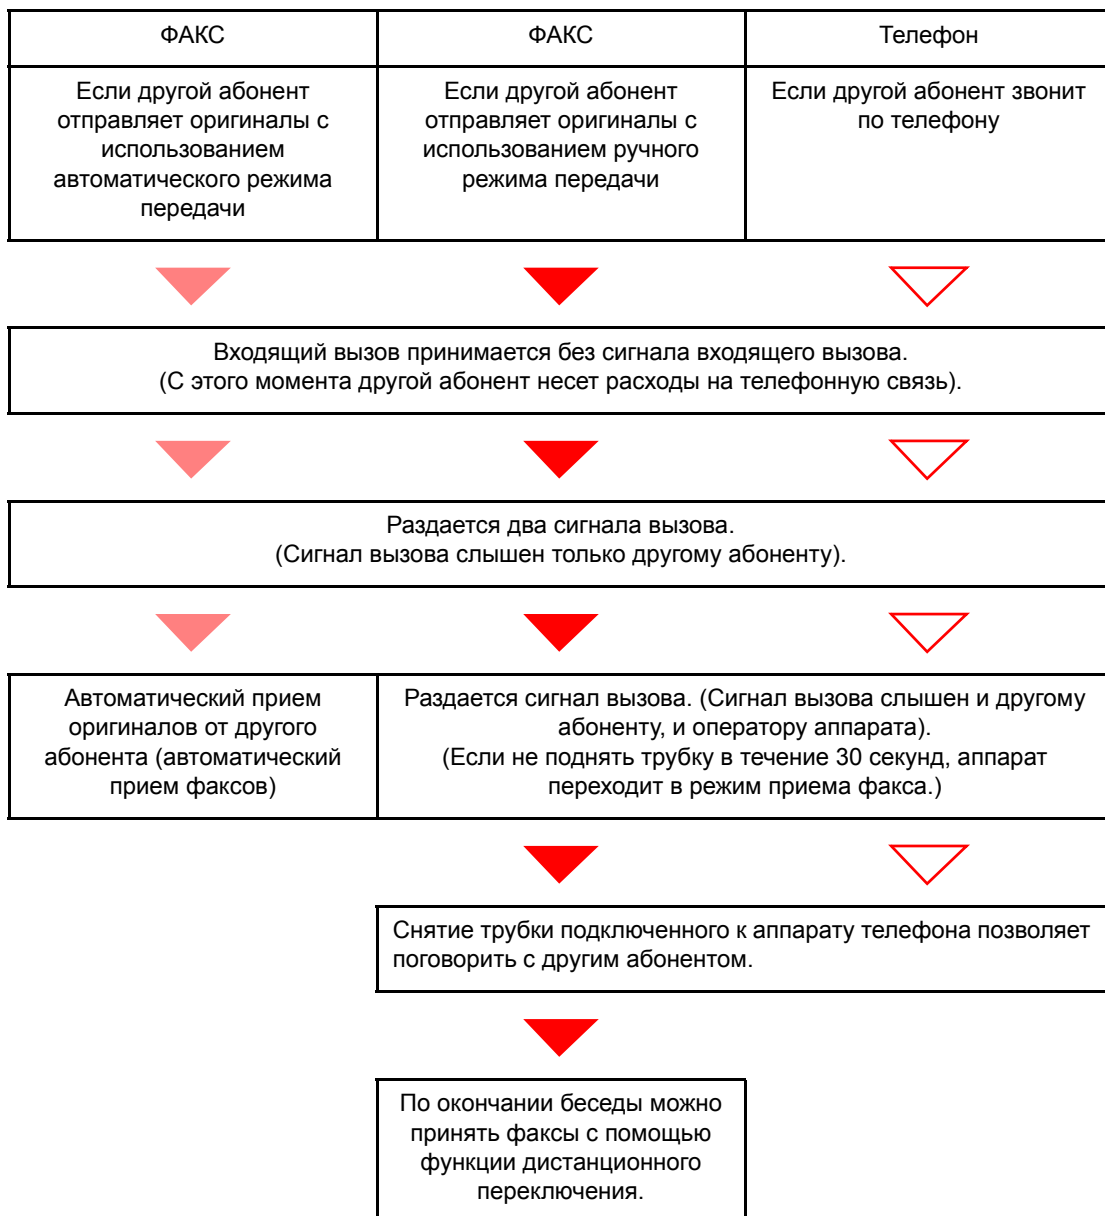 ФАКС
ФАКС
Телефон
Если другой абонент
отправляет оригиналы с
использованием
автоматического режима
передачи
Если другой абонент
отправляет оригиналы с
использованием ручного
режима передачи
Если другой абонент звонит
по телефону
Входящий вызов принимается без сигнала входящего вызова.
(С этого момента другой абонент несет расходы на телефонную связь).
Раздается два сигнала вызова.
(Сигнал вызова слышен только другому абоненту).
Автоматический прием
оригиналов от другого
абонента (автоматический
прием факсов)
Раздается сигнал вызова. (Сигнал вызова слышен и другому
абоненту, и оператору аппарата).
(Если не поднять трубку в течение 30 секунд, аппарат
переходит в режим приема факса.)
Снятие трубки подключенного к аппарату телефона позволяет
поговорить с другим абонентом.
По окончании беседы можно
принять факсы с помощью
функции дистанционного
переключения.